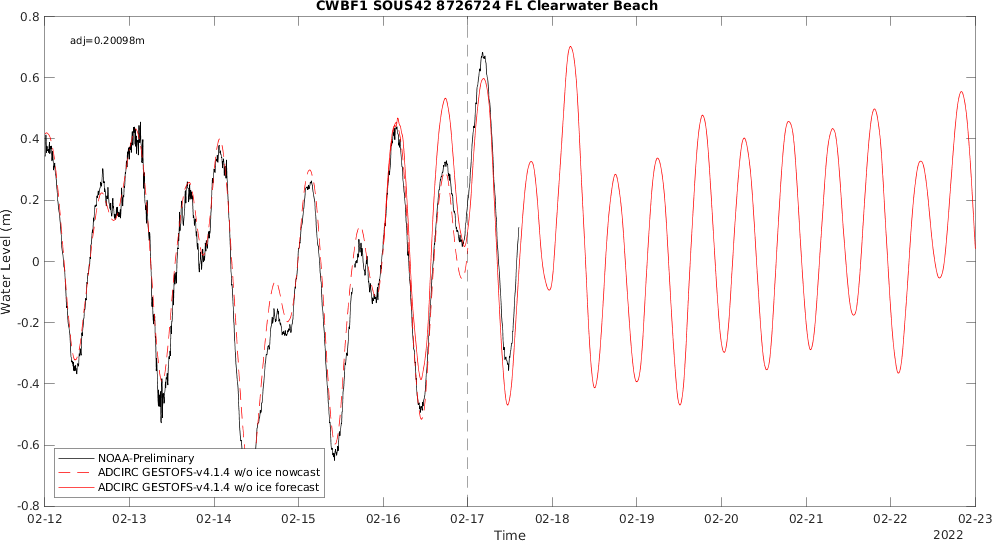 CWBF1 SOUS42 8726724 FL Clearwater Beach
adj=0.20098m
0.8
0.6
0.4
0.2
0
-0.2
-0.4
-0.6
-0.8
Water Level (m)
NOAA-Preliminary
ADCIRC GESTOFS-v4.1.4 w/o ice nowcast
ADCIRC GESTOFS-v4.1.4 w/o ice forecast
02-12 02-13 02-14 02-15 02-16 02-17 02-18 02-19 02-20 02-21 02-22 02-23
Time
2022